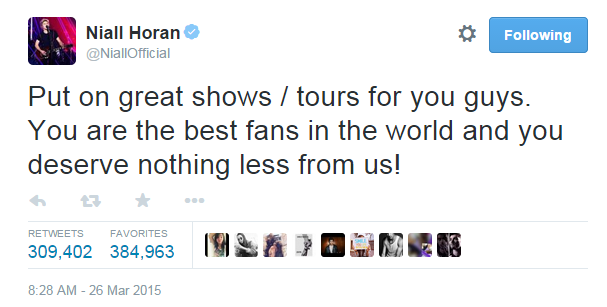 Niall Horan
@NiallOfficial
Following
Put on great shows / tours for you guys.
You are the best fans in the world and you
deserve nothing less from us!
RETWEETS FAVORITES
309,402 384,963
8:28 AM - 26 Mar 2015